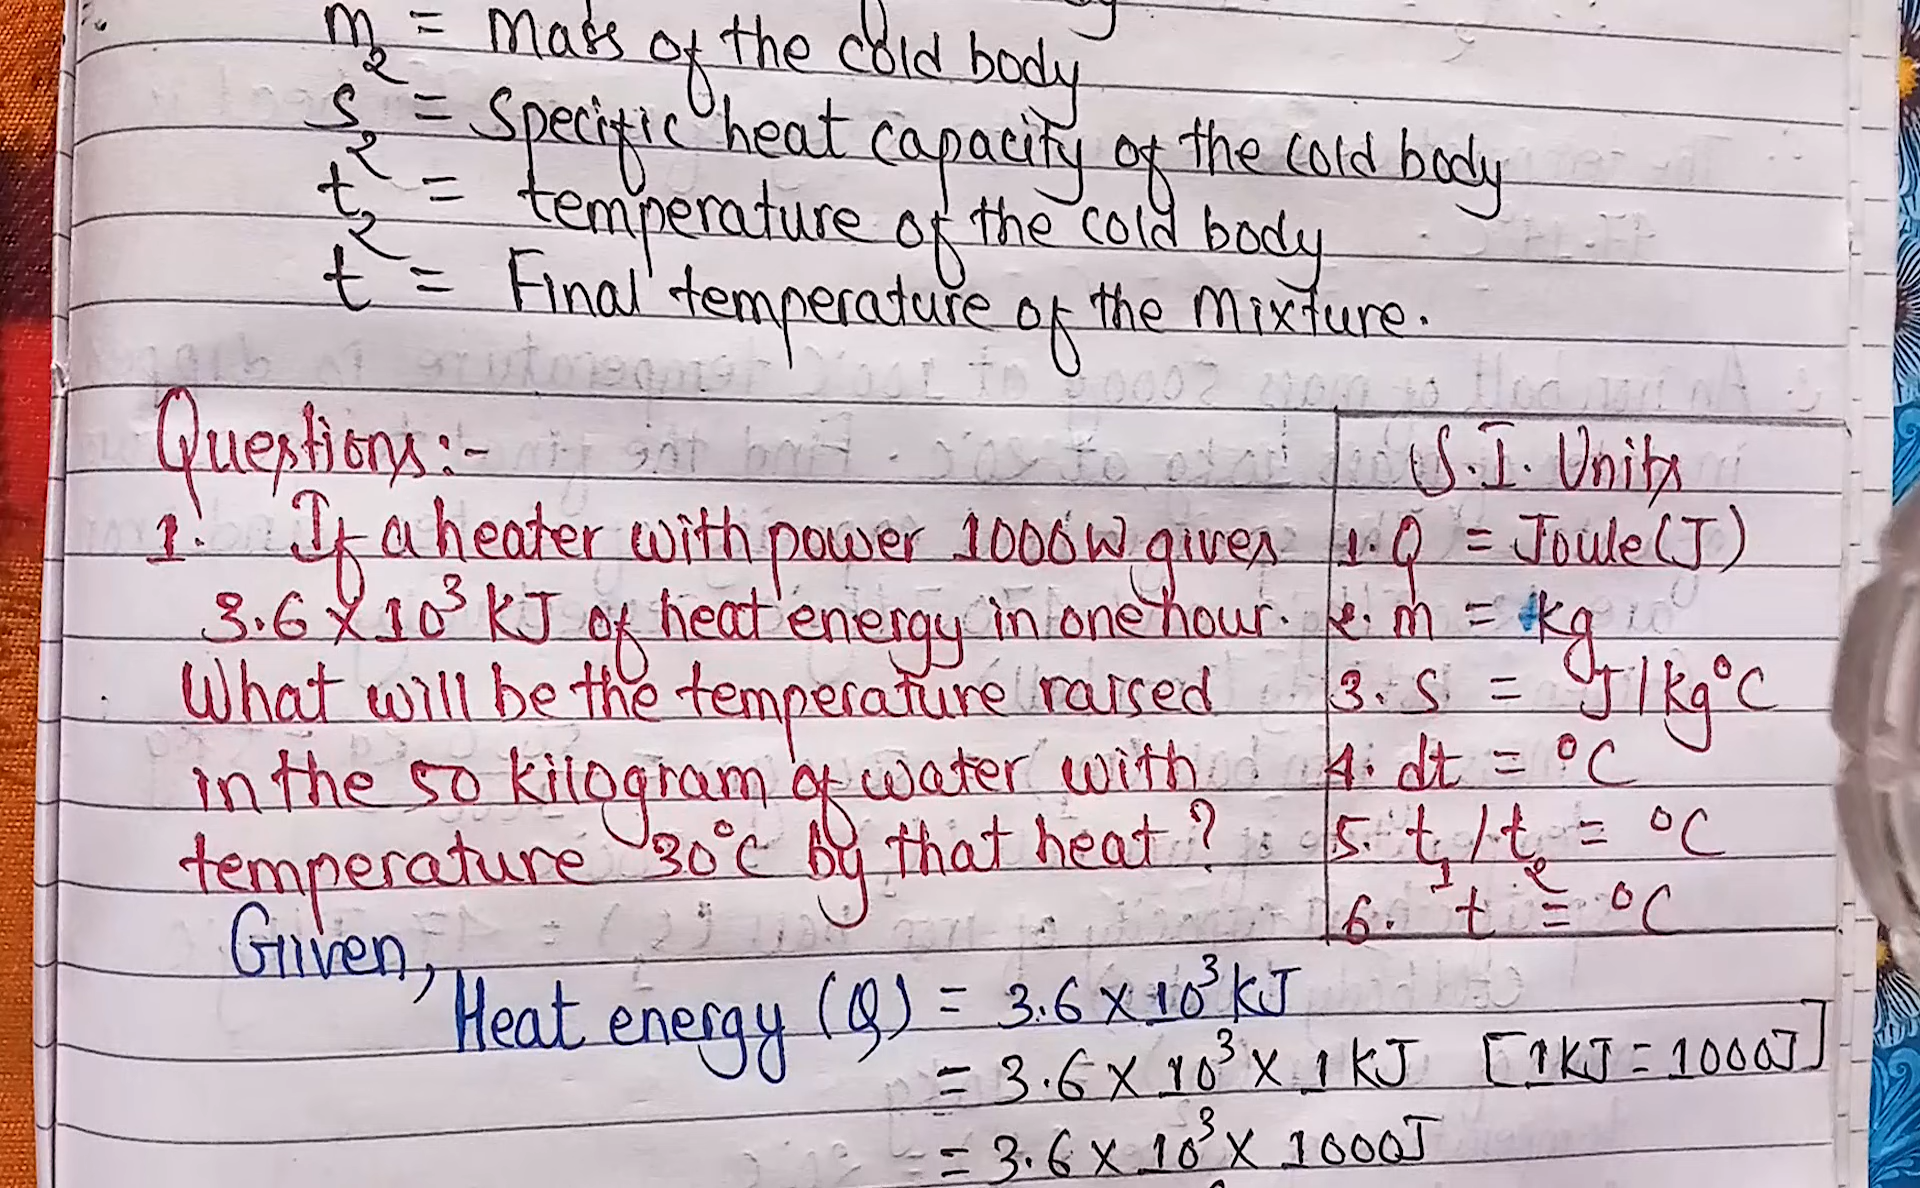 m₂ = Mass of the cold body
s₂ = Specific heat capacity of the cold body
t₂ = temperature of the cold body
t = Final temperature of the Mixture.
Questions:-
1. If a heater with power 1000W gives
3.6 X 10³ KJ of heat energy in one hour.
What will be the temperature raised
in the 50 kilogram of water with
temperature 30°C by that heat?
S.I. Units
1. Q = Joule(J)
2. m = kg
3. s = J/kg°C
4. dt = °C
5. t₁/t₂ = °C
6. t = °C
Given,
Heat energy (Q) = 3.6 X 10³ KJ
= 3.6 X 10³ X 1 KJ [1KJ = 1000J]
= 3.6 X 10³ X 1000J